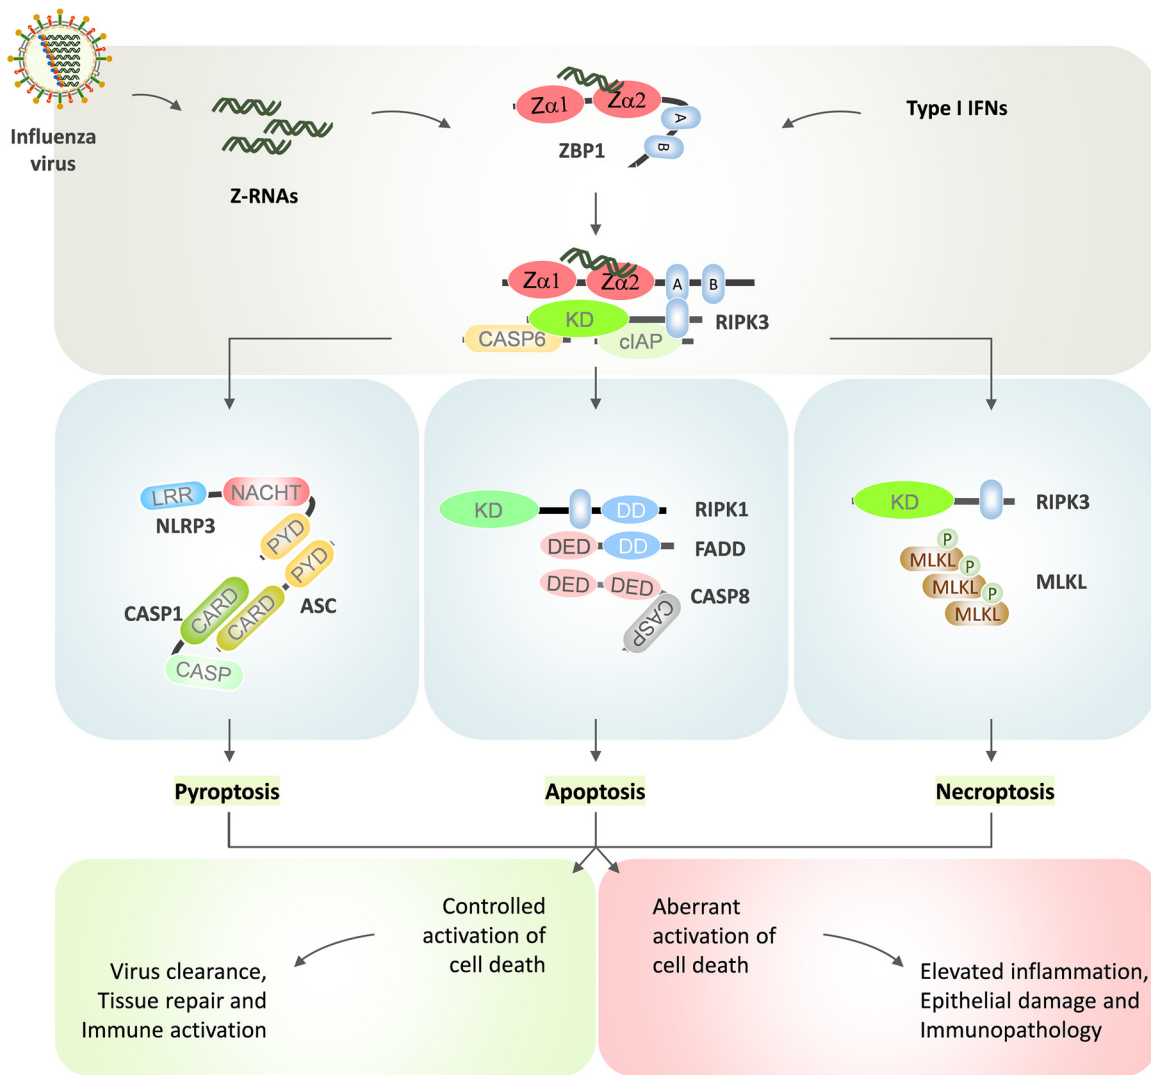 Influenza
virus
Z-RNAs
Zα1
Zα2
A
B
ZBP1
Type I IFNs
Zα1
Zα2
A
B
KD
RIPK3
CASP6
cIAP
LRR
NACHT
NLRP3
PYD
PYD
CASP1
CARD
CARD
ASC
CASP
KD
DD
RIPK1
DED
DD
FADD
DED
DED
CASP8
CASP
KD
RIPK3
P
MLKL
P
MLKL
P
MLKL
MLKL
Pyroptosis
Apoptosis
Necroptosis
Controlled
activation of
cell death
Virus clearance,
Tissue repair and
Immune activation
Aberrant
activation of
cell death
Elevated inflammation,
Epithelial damage and
Immunopathology